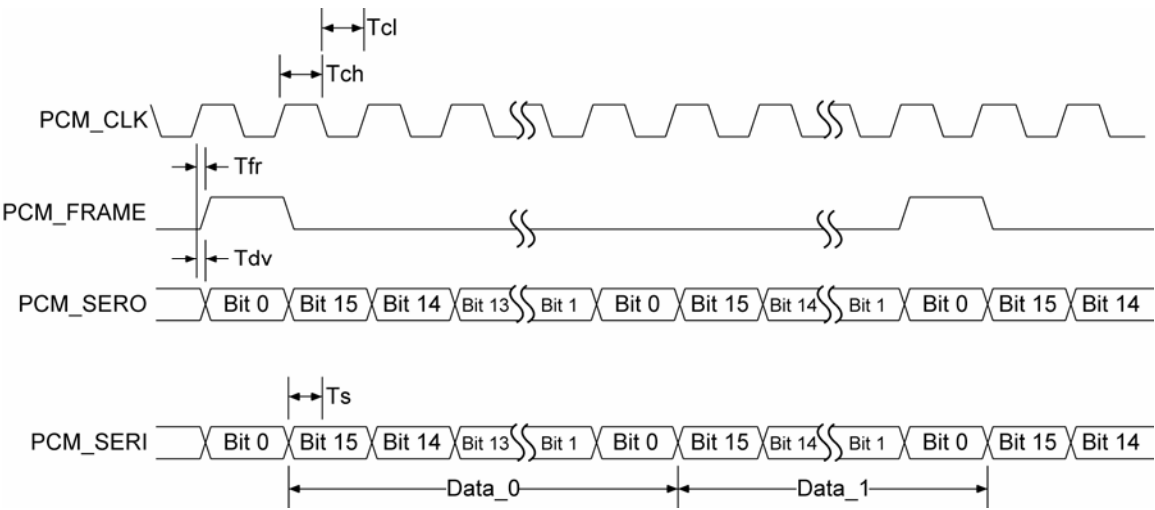 Tcl
Tch
PCM_CLK
Tfr
PCM_FRAME
Tdv
PCM_SERO Bit 0 Bit 15 Bit 14 Bit 13 Bit 1 Bit 0 Bit 15 Bit 14 Bit 1 Bit 0 Bit 15 Bit 14
Ts
PCM_SERI Bit 0 Bit 15 Bit 14 Bit 13 Bit 1 Bit 0 Bit 15 Bit 14 Bit 1 Bit 0 Bit 15 Bit 14
Data_0 Data_1